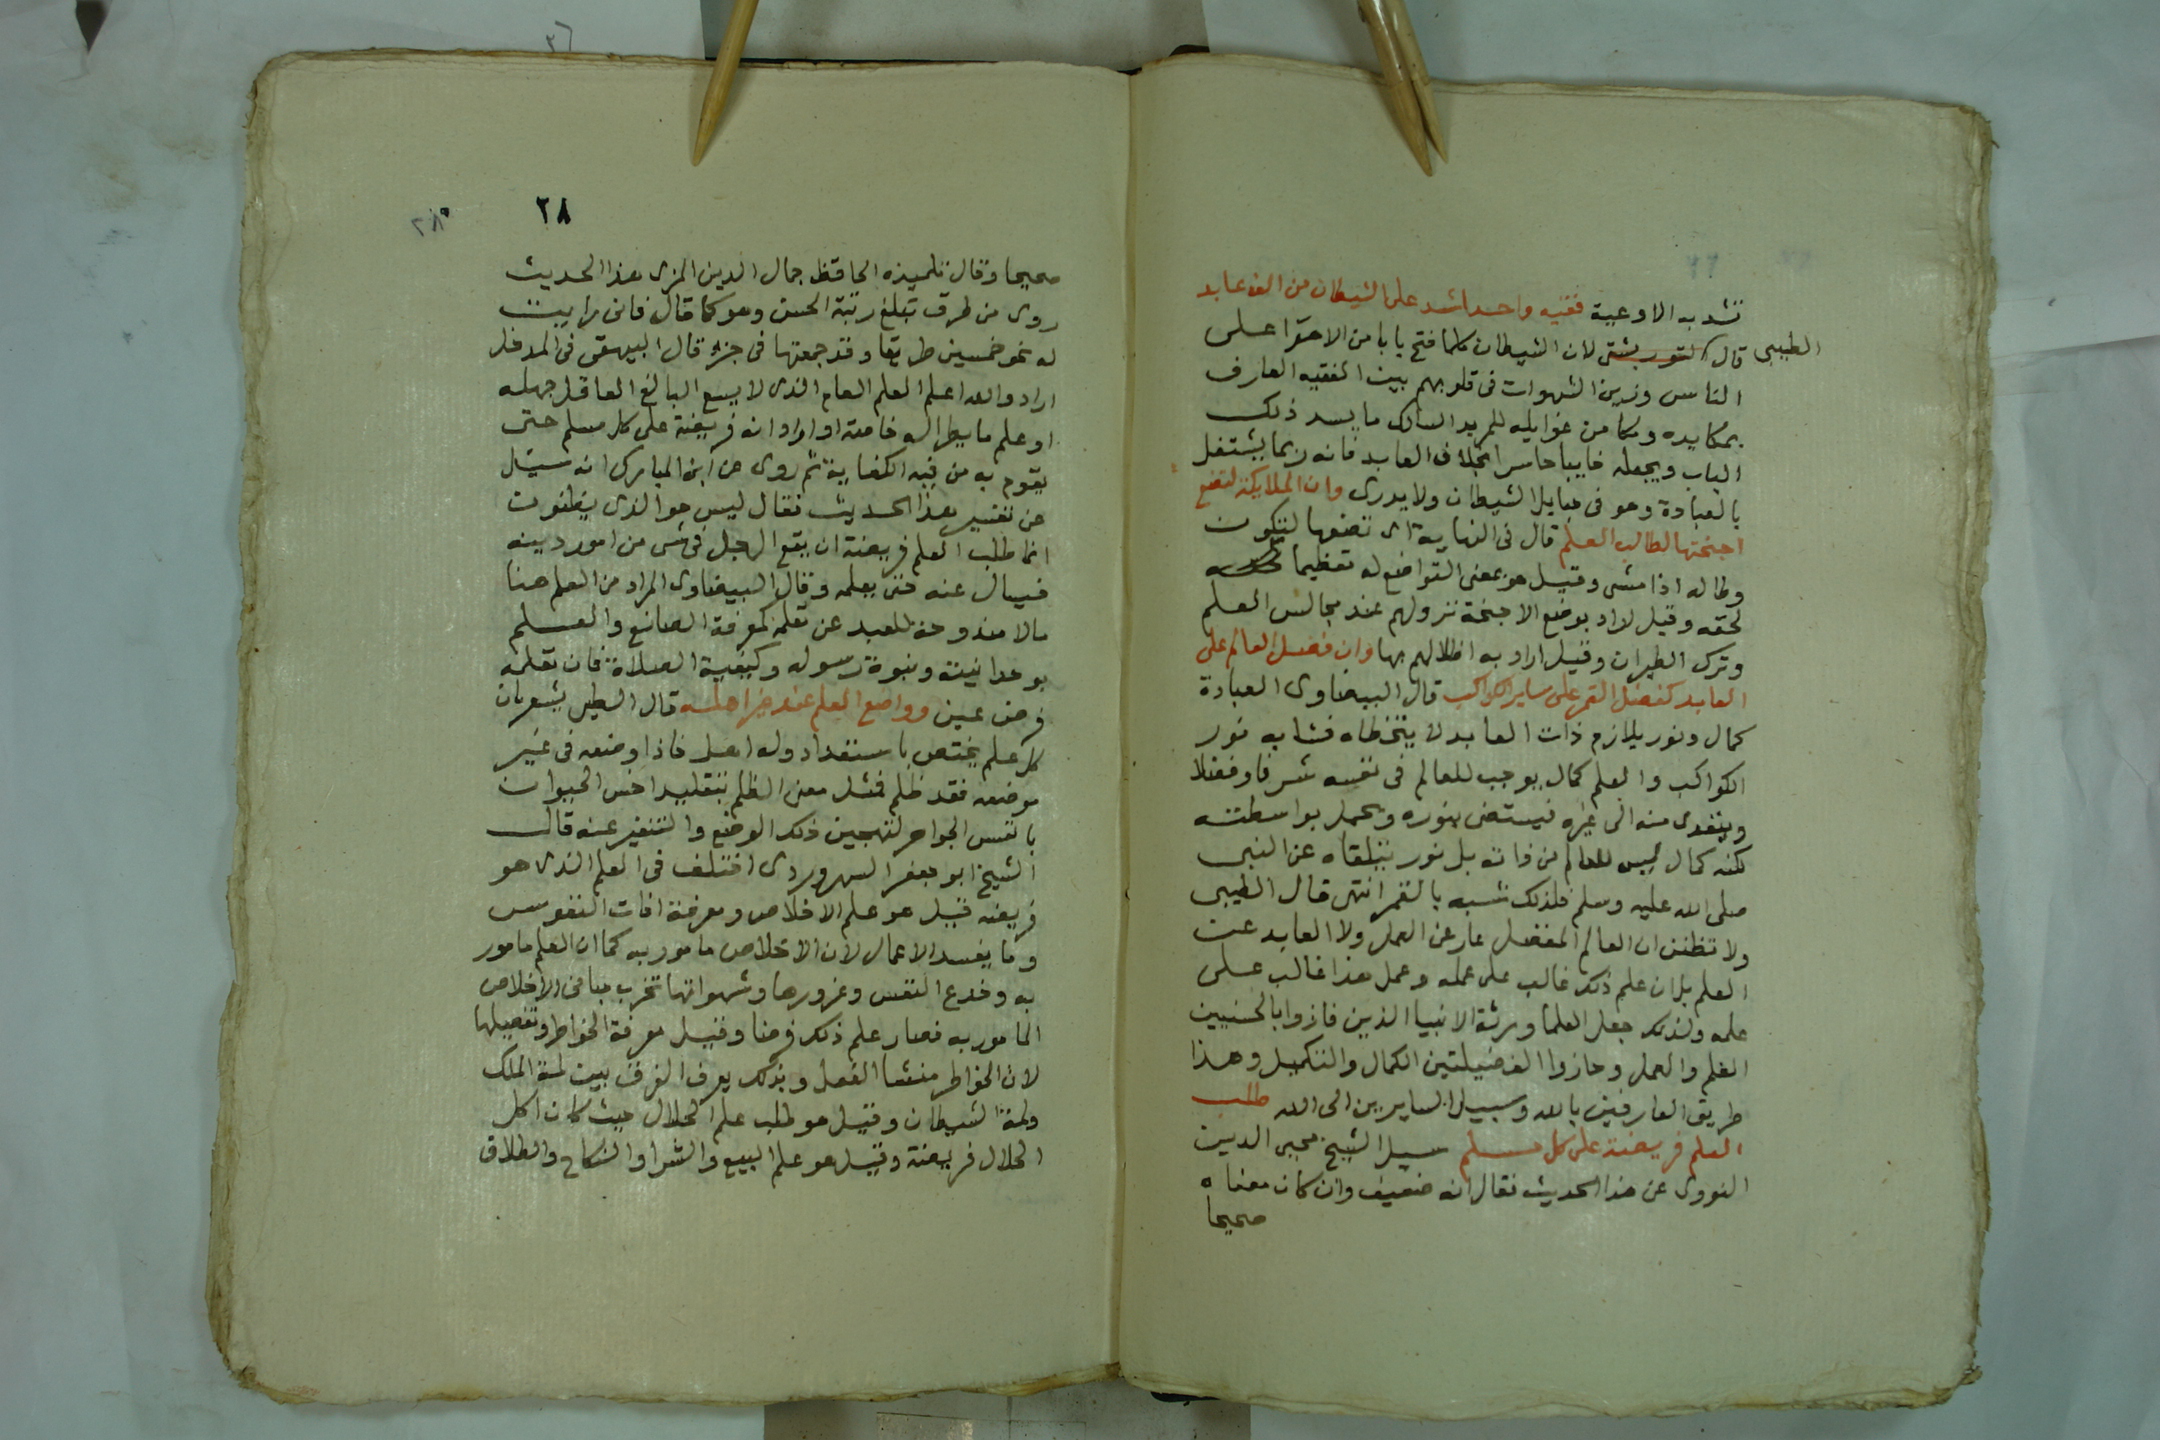 تشد به الاوعية فقيه واحد اشد على الشيطان من الف عابد
الطيبي
قال التوربشتي لان الشيطان كلما فتح بابا من الاهوا على
الناس وزين الشهوات في قلوبهم بين الفقيه العارف
بمكايده ومكامن غوايله للمريد السالك ما يسد ذلك
الباب ويجعله خايبا خاسرا بخلاف العابد فانه ربما يشتغل
بالعبادة وهو في حبايل الشيطان ولا يدري وان الملايكة لتضع
اجنحتها لطالب العلم قال في النهاية اي تضعها لتكون
وطا له اذا مشى وقيل هو بمعنى التواضع له تعظيما
لحقه وقيل اراد بوضع الاجنحة نزولهم عند مجالس العلم
وترك الطيران وقيل اراد به اظلالهم بها وان فضل العالم على
العابد كفضل القمر على ساير الكواكب قال البيضاوي العبادة
كمال ونور يلازم ذات العابد لا يتخطاه فشابه نور
الكواكب والعلم كمال يوجب للعالم في نفسه شرفا وفضلا
ويتعدى منه الى غيره فيستضي بنوره ويكمل بواسطته
لكنه كمال ليس للعالم من ذاته بل نور يتلقاه عن النبي
صلى الله عليه وسلم فلذلك شبه بالقمر انتهى قال الطيبي
ولا تظنن ان العالم المفضل عار عن العمل ولا العابد عن
العلم بل ان علم ذلك غالب على عمله وعمل هذا غالب على
علمه ولذلك جعل العلما ورثة الانبيا الذين فازوا بالحسنيين
العلم والعمل وحازوا الفضيلتين الكمال والتكميل وهذا
طريق العارفين بالله وسبيل السايرين الى الله طلب
العلم فريضة على كل مسلم سيل الشيخ محيي الدين
النووي عن هذا الحديث فقال انه ضعيف وان كان معناه
صحيحا
٢٨
٢٨
صحيحا وقال تلميذه الحافظ جمال الدين المزي هذا الحديث
روى من طرق تبلغ رتبة الحسن وهو كما قال فاني رايت
له نحو خمسين طريقا وقد جمعتها في جزء قال البيهقي في المدخل
اراد والله اعلم العلم العام الذي لا يسع البالغ العاقل جهله
او علم ما يطرا له خاصة او اراد انه فريضة على كل مسلم حتى
يقوم به من فيه الكفاية ثم روى عن ابن المبارك انه سيل
عن تفسير هذا الحديث فقال ليس هو الذي يظنون
انما طلب العلم فريضة ان يقع الرجل في شي من امور دينه
فيسال عنه حتى يعلمه وقال البيضاوي المراد من العلم هنا
مالا مندوحة للعبد عن تعلمه كمعرفة الصانع والعلم
بوحدانيته ونبوة رسوله وكيفية الصلاة فان تعلمه
فرض عين وواضع العلم عند غير اهله قال الطيبي يشعر بان
كل علم يختص باستعداد وله اهل فاذا وضعه في غير
موضعه فقد ظلم فمثل معنى الظلم بتقليد اخس الحيوان
بانفس الجواهر لتهجين ذلك الوضع والتنفير عنه قال
الشيخ ابو جعفر السهروردي اختلف في العلم الذي هو
فريضه قيل هو علم الاخلاص ومعرفة افات النفوس
وما يفسد الاعمال لان الاخلاص مامور به كما ان العلم مامور
به وخدع النفس وغرورها وشهواتها تخرب مباني الاخلاص
المامور به فصار علم ذلك فرضا وقيل معرفة الخواطر وتفصيلها
لان الخواطر منشا الفعل وبذلك يعرف الفرق بين لمة الملك
ولمة الشيطان وقيل هو طلب علم الحلال حيث كان اكل
الحلال فريضة وقيل هو علم البيع والشرا والنكاح والطلاق